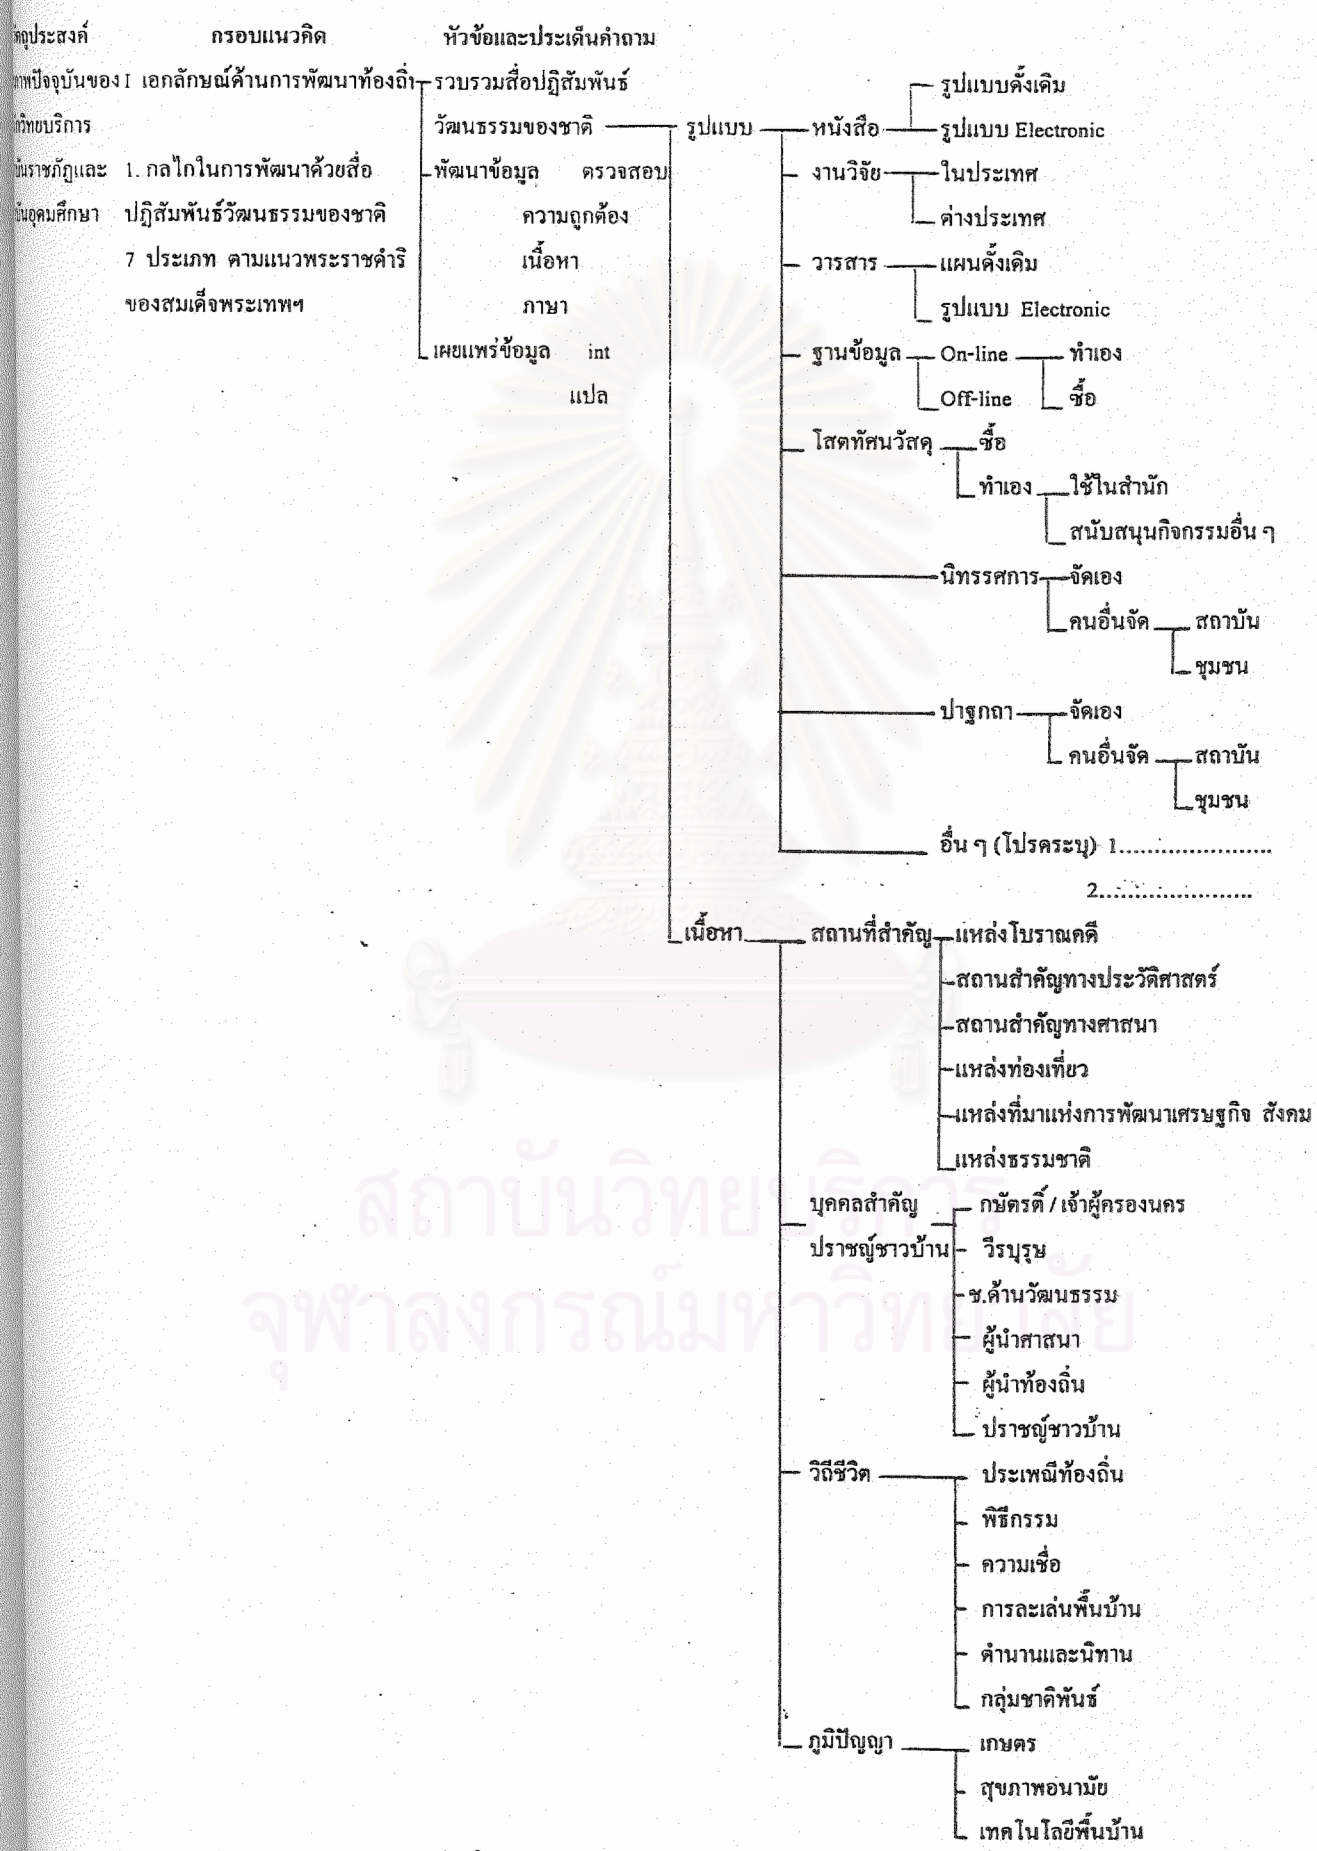 กรอบแนวคิด หัวข้อและประเด็นคำถาม
I เอกลักษณ์ด้านการพัฒนาท้องถิ่น รวบรวมสื่อปฏิสัมพันธ์ รูปแบบดั้งเดิม
วัฒนธรรมของชาติ รูปแบบ หนังสือ รูปแบบ Electronic
1. กลไกในการพัฒนาด้วยสื่อ พัฒนาข้อมูล ตรวจสอบ งานวิจัย ในประเทศ
ปฏิสัมพันธ์วัฒนธรรมของชาติ ความถูกต้อง ต่างประเทศ
7 ประเภท ตามแนวพระราชดำริ เนื้อหา วารสาร แผนดั้งเดิม
ของสมเด็จพระเทพฯ ภาษา รูปแบบ Electronic
เผยแพร่ข้อมูล int ฐานข้อมูล On-line ทำเอง
แปล Off-line ซื้อ
โสตทัศนวัสดุ ซื้อ
ทำเอง ใช้ในสำนัก
สนับสนุนกิจกรรมอื่น ๆ
นิทรรศการ จัดเอง
คนอื่นจัด สถาบัน
ชุมชน
ปาฐกถา จัดเอง
คนอื่นจัด สถาบัน
ชุมชน
อื่น ๆ (โปรดระบุ) 1.......................
2.......................
เนื้อหา สถานที่สำคัญ แหล่งโบราณคดี
สถานสำคัญทางประวัติศาสตร์
สถานสำคัญทางศาสนา
แหล่งท่องเที่ยว
แหล่งที่มาแห่งการพัฒนาเศรษฐกิจ สังคม
แหล่งธรรมชาติ
บุคคลสำคัญ กษัตรติ์ / เจ้าผู้ครองนคร
ปราชญ์ชาวบ้าน วีรบุรุษ
ช.ด้านวัฒนธรรม
ผู้นำศาสนา
ผู้นำท้องถิ่น
ปราชญ์ชาวบ้าน
วิถีชีวิต ประเพณีท้องถิ่น
พิธีกรรม
ความเชื่อ
การละเล่นพื้นบ้าน
ตำนานและนิทาน
กลุ่มชาติพันธ์
ภูมิปัญญา เกษตร
สุขภาพอนามัย
เทคโนโลยีพื้นบ้าน
สถาบันวิทยบริการ
จุฬาลงกรณ์มหาวิทยาลัย